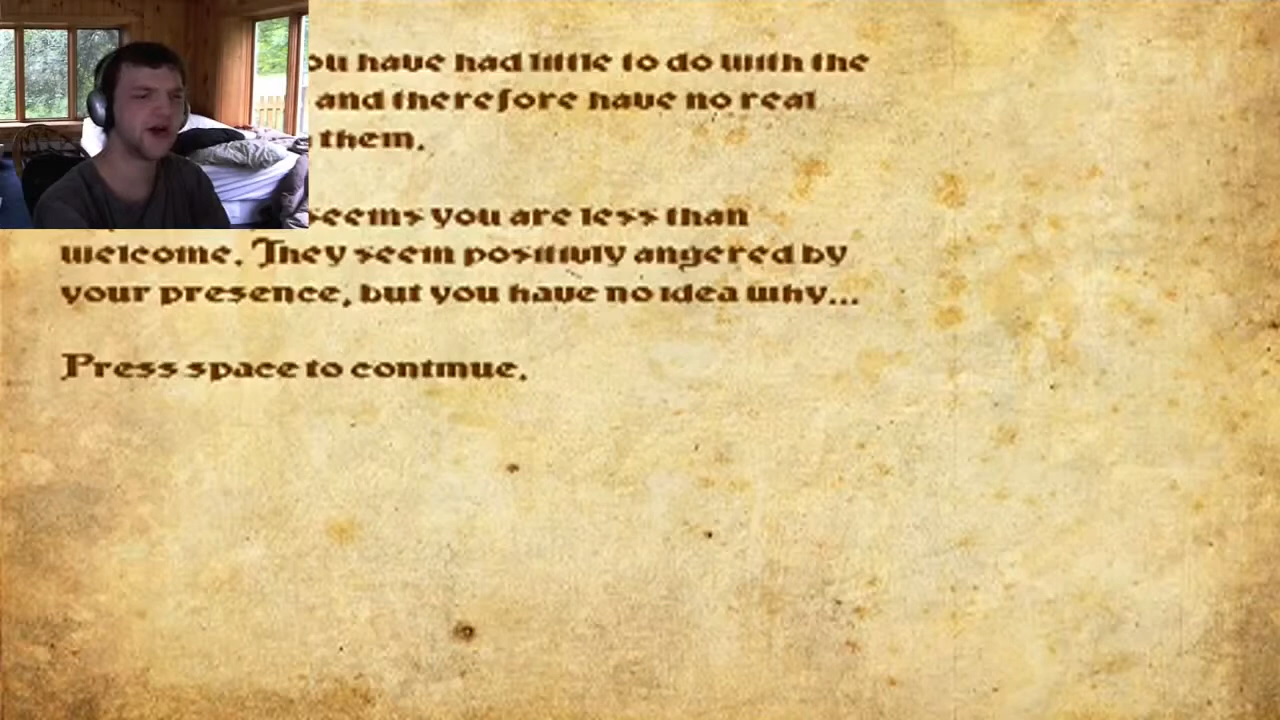 ou have had little to do with the
and therefore have no real
them.
seems you are less than
welcome. They seem positivly angered by
your presence, but you have no idea why...
Press space to continue.